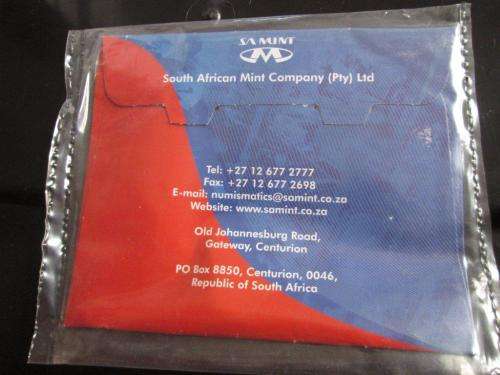 SA MINT
South African Mint Company (Pty) Ltd
Tel: +27 12 677 2777
Fax: +27 12 677 2698
E-mail: numismatics@samint.co.za
Website: www.samint.co.za
Old Johannesburg Road,
Gateway, Centurion
PO Box 8850, Centurion, 0046,
Republic of South Africa